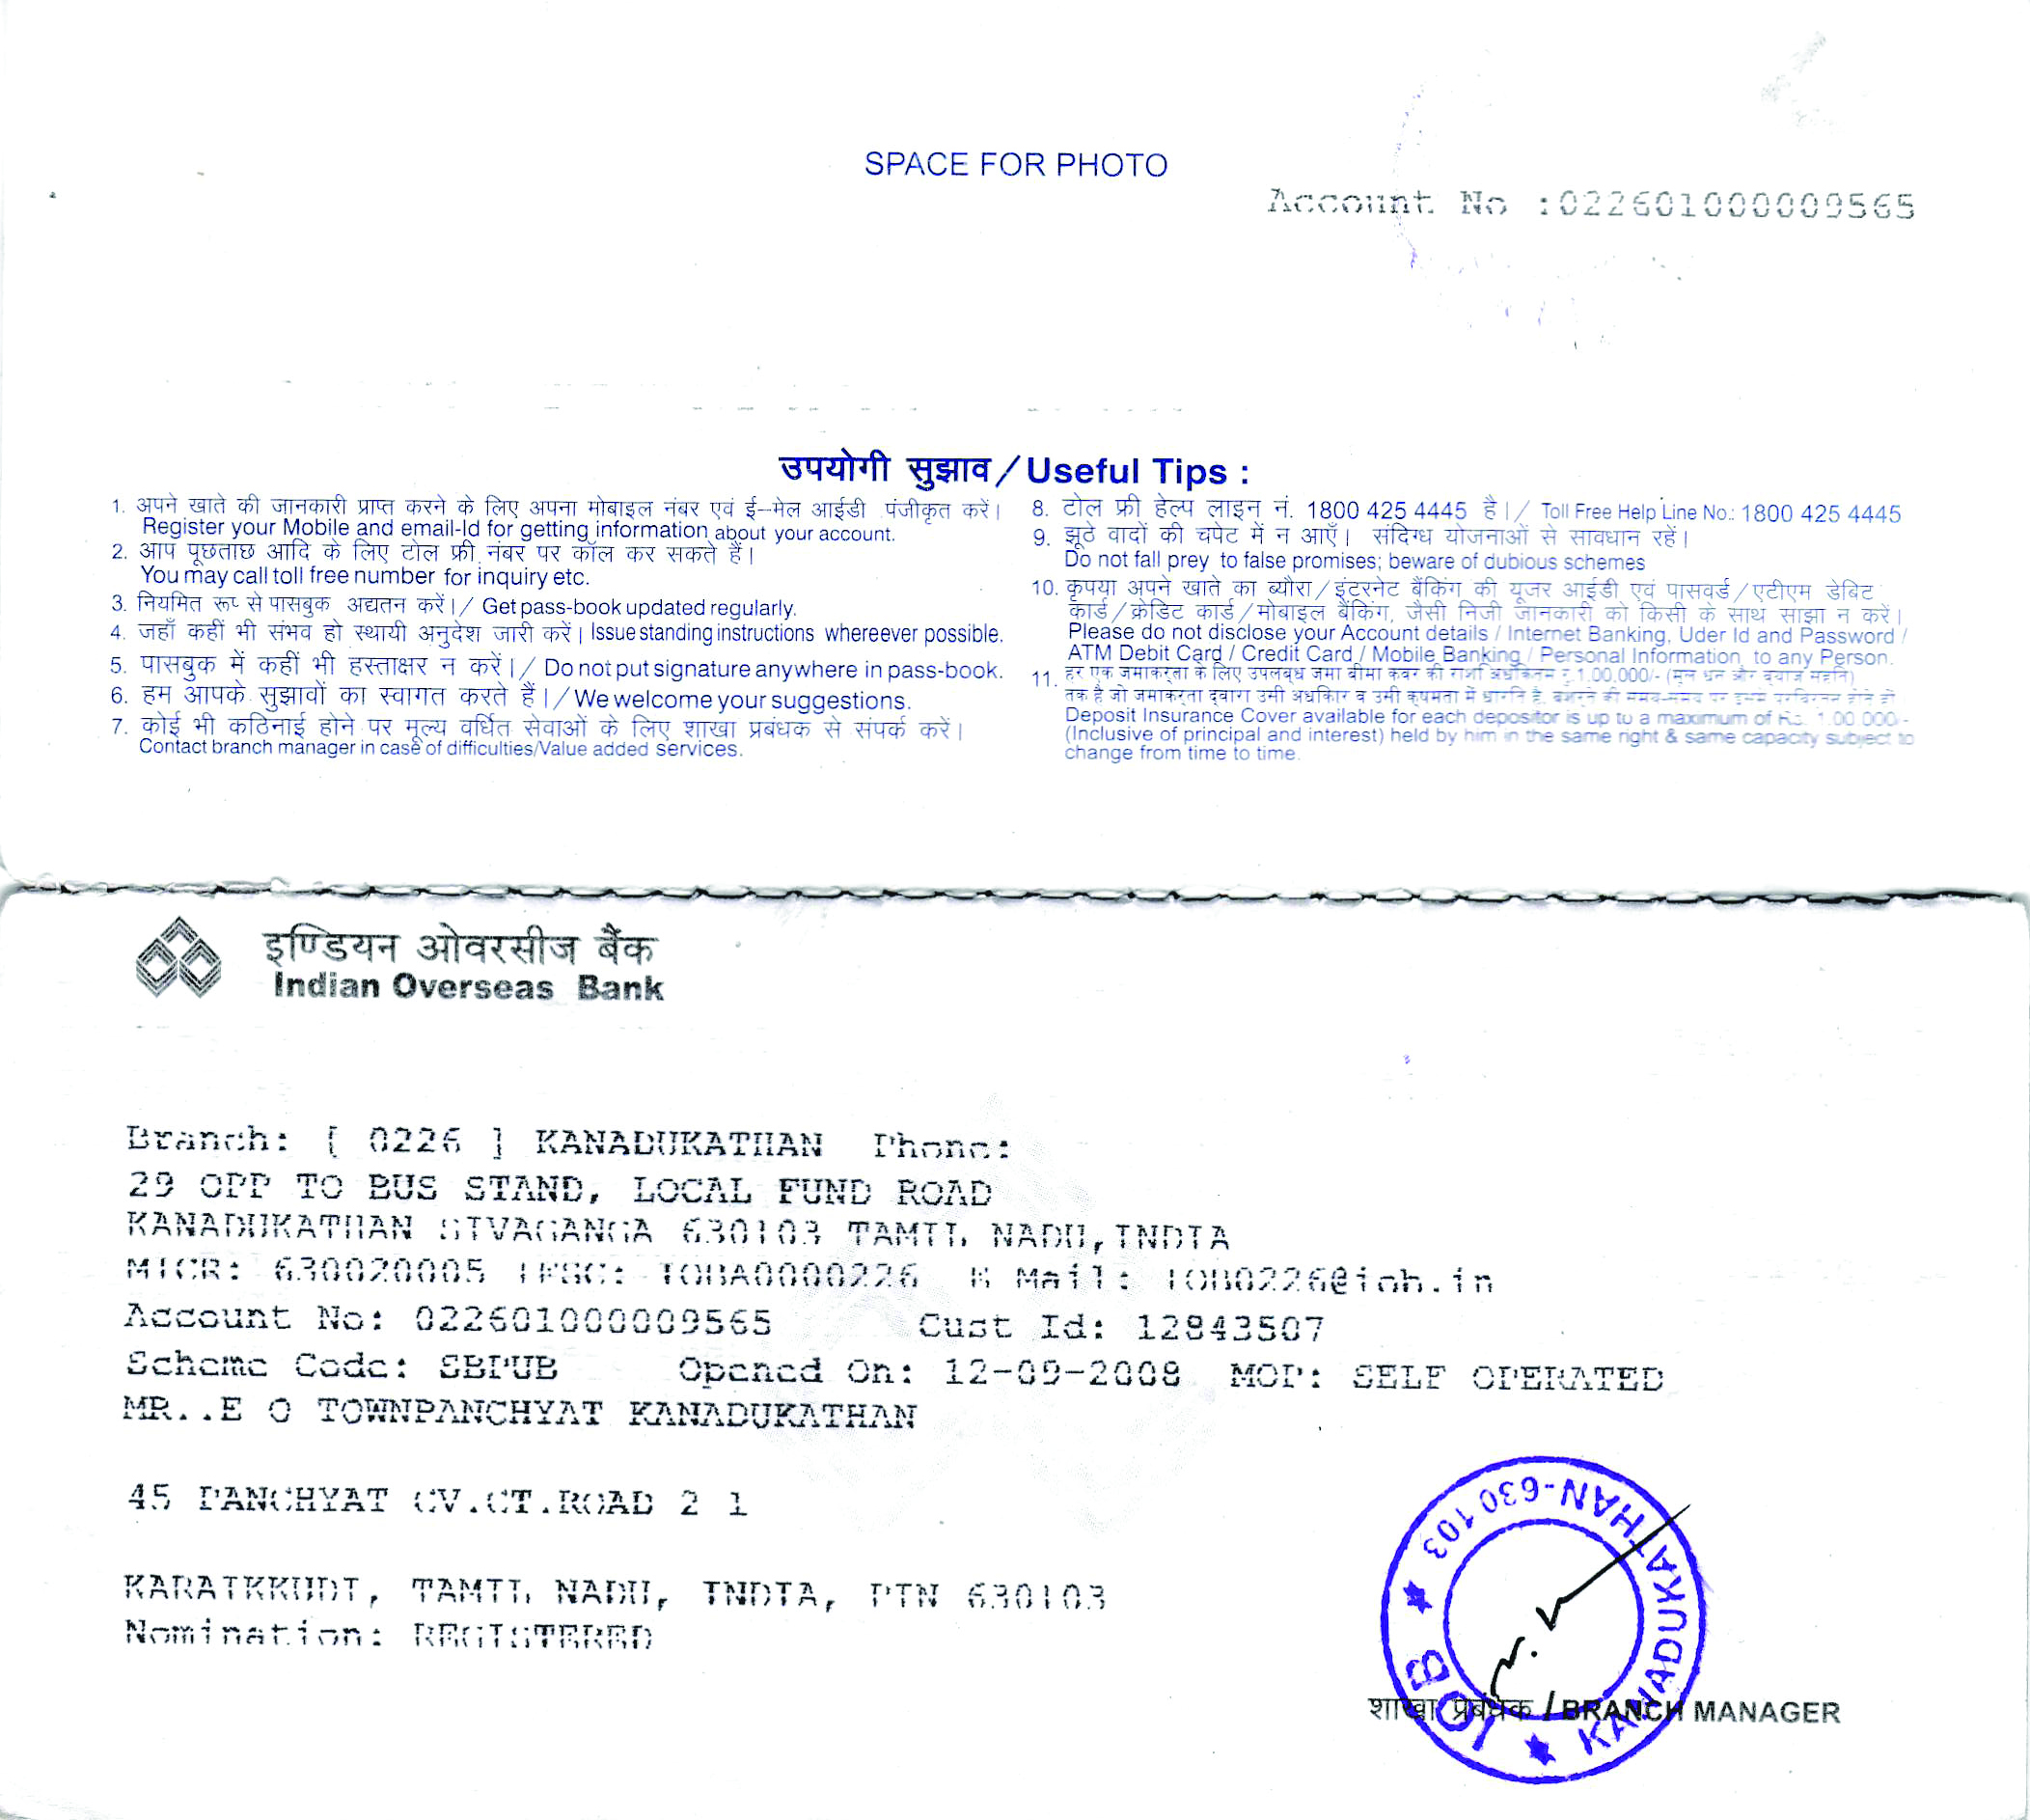 SPACE FOR PHOTO
Account No :022601000009565
उपयोगी सुझाव / Useful Tips :
1. अपने खाते की जानकारी प्राप्त करने के लिए अपना मोबाइल नंबर एवं ई–मेल आईडी पंजीकृत करें।
Register your Mobile and email-Id for getting information about your account.
2. आप पूछताछ आदि के लिए टोल फ्री नंबर पर कॉल कर सकते हैं।
You may call toll free number for inquiry etc.
3. नियमित रूप से पासबुक अद्यतन करें।/ Get pass-book updated regularly.
4. जहाँ कहीं भी संभव हो स्थायी अनुदेश जारी करें। Issue standing instructions whereever possible.
5. पासबुक में कहीं भी हस्ताक्षर न करें।/ Do not put signature anywhere in pass-book.
6. हम आपके सुझावों का स्वागत करते हैं।/ We welcome your suggestions.
7. कोई भी कठिनाई होने पर मूल्य वर्धित सेवाओं के लिए शाखा प्रबंधक से संपर्क करें।
Contact branch manager in case of difficulties/Value added services.
8. टोल फ्री हेल्प लाइन नं. 1800 425 4445 है।/ Toll Free Help Line No.: 1800 425 4445
9. झूठे वादों की चपेट में न आएँ। संदिग्ध योजनाओं से सावधान रहें।
Do not fall prey to false promises; beware of dubious schemes
10. कृपया अपने खाते का ब्यौरा/इंटरनेट बैंकिंग की यूजर आईडी एवं पासवर्ड/एटीएम डेबिट
कार्ड/क्रेडिट कार्ड/मोबाइल बैंकिंग, जैसी निजी जानकारी को किसी के साथ साझा न करें।
Please do not disclose your Account details / Internet Banking, Uder Id and Password /
ATM Debit Card / Credit Card / Mobile Banking / Personal Information, to any Person.
11. हर एक जमाकर्ता के लिए उपलब्ध जमा बीमा कवर की राशी 1,00,000/-
Deposit Insurance Cover available for each depositor is up to a maximum of Rs. 1,00,000/-
(Inclusive of principal and interest) held by him in the same right & same capacity subject to
change from time to time.
इण्डियन ओवरसीज बैंक
Indian Overseas Bank
Branch: [ 0226 ] KANADUKATHAN Phone:
29 OPP TO BUS STAND, LOCAL FUND ROAD
KANADUKATHAN SIVAGANGA 630103 TAMIL NADU,INDIA
MICR: 630020005 IFSC: IOBA0000226 E Mail: IOB0226@iob.in
Account No: 022601000009565 Cust Id: 12843507
Scheme Code: SBPUB Opened On: 12-09-2008 MOP: SELF OPERATED
MR..E O TOWNPANCHYAT KANADUKATHAN
45 PANCHYAT CV.CT.ROAD 2 1
KARAIKKUDI, TAMIL NADU, INDIA, PIN 630103
Nomination: REGISTERED
IOB ★ KANADUKATHAN-630 103 ★
शाखा प्रबंधक / BRANCH MANAGER